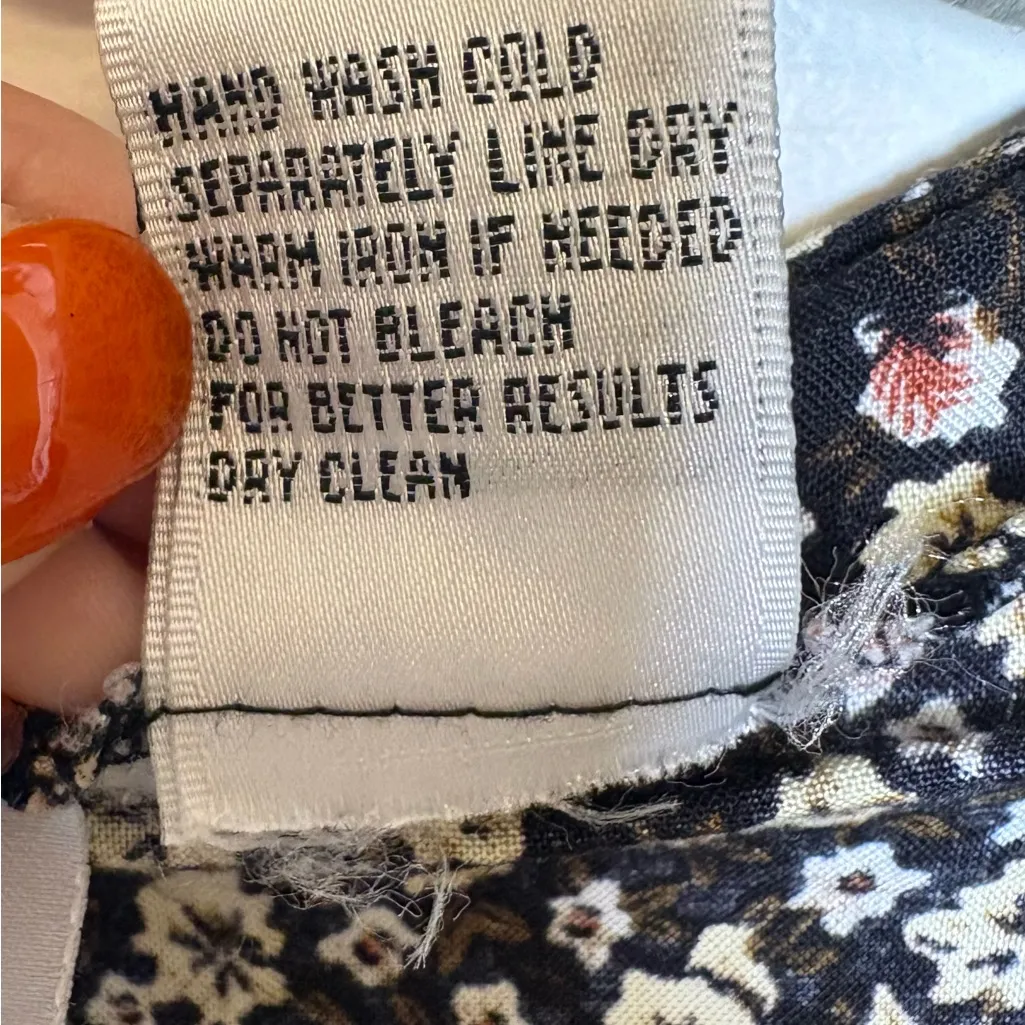 HAND WASH COLD
SEPARATELY LINE DRY
WARM IRON IF NEEDED
DO NOT BLEACH
FOR BETTER RESULTS
DRY CLEAN